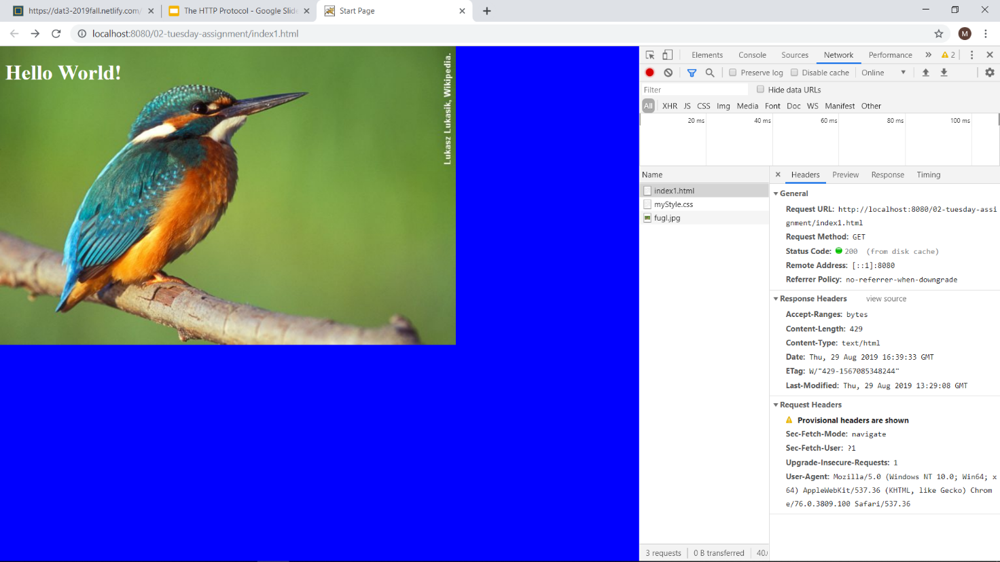 https://dat3-2019fall.netlify.com/
The HTTP Protocol - Google Slide
Start Page
localhost:8080/02-tuesday-assignment/index1.html
M
Hello World!
Lukasz Lukasik, Wikipedia.
Elements Console Sources Network Performance 2
Preserve log Disable cache Online
Filter Hide data URLs
All XHR JS CSS Img Media Font Doc WS Manifest Other
20 ms 40 ms 60 ms 80 ms 100 ms
Name
index1.html
myStyle.css
fugl.jpg
Headers Preview Response Timing
General
Request URL: http://localhost:8080/02-tuesday-assi
gnment/index1.html
Request Method: GET
Status Code: 200 (from disk cache)
Remote Address: [::1]:8080
Referrer Policy: no-referrer-when-downgrade
Response Headers view source
Accept-Ranges: bytes
Content-Length: 429
Content-Type: text/html
Date: Thu, 29 Aug 2019 16:39:33 GMT
ETag: W/"429-1567085348244"
Last-Modified: Thu, 29 Aug 2019 13:29:08 GMT
Request Headers
Provisional headers are shown
Sec-Fetch-Mode: navigate
Sec-Fetch-User: ?1
Upgrade-Insecure-Requests: 1
User-Agent: Mozilla/5.0 (Windows NT 10.0; Win64; x
64) AppleWebKit/537.36 (KHTML, like Gecko) Chrom
e/76.0.3809.100 Safari/537.36
3 requests 0 B transferred 40.